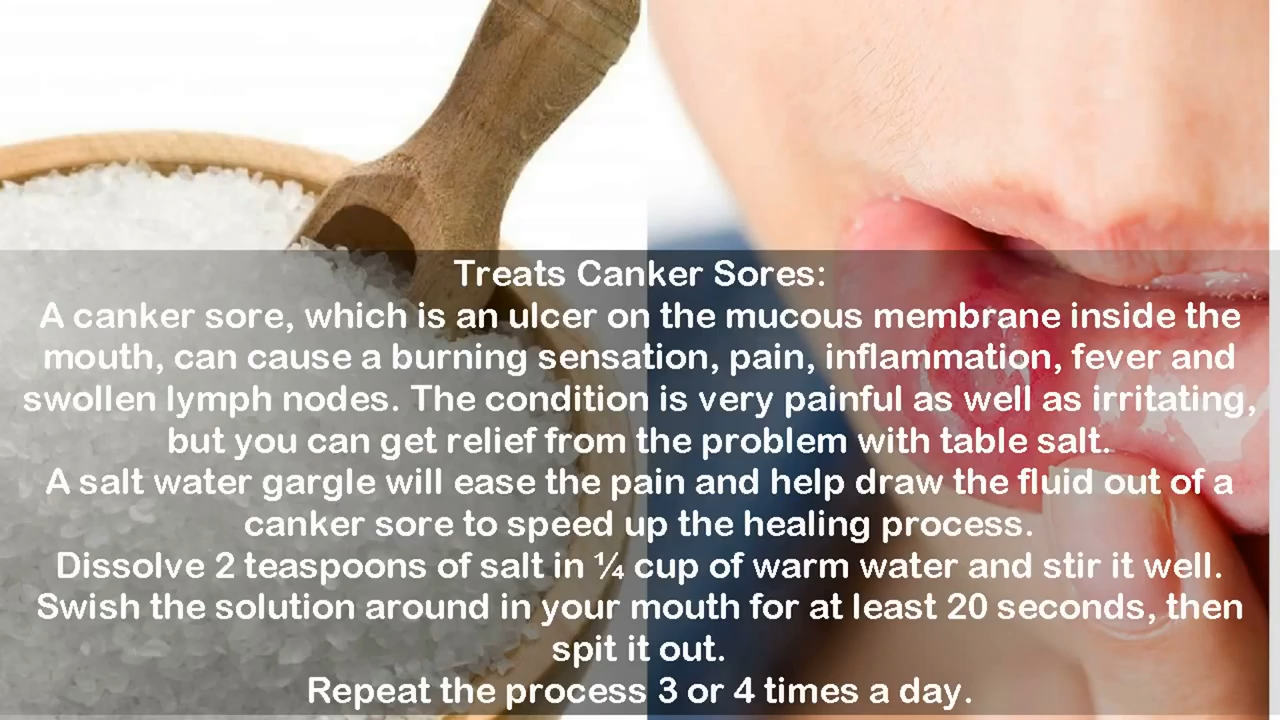 Treats Canker Sores:
A canker sore, which is an ulcer on the mucous membrane inside the
mouth, can cause a burning sensation, pain, inflammation, fever and
swollen lymph nodes. The condition is very painful as well as irritating,
but you can get relief from the problem with table salt.
A salt water gargle will ease the pain and help draw the fluid out of a
canker sore to speed up the healing process.
Dissolve 2 teaspoons of salt in ¼ cup of warm water and stir it well.
Swish the solution around in your mouth for at least 20 seconds, then
spit it out.
Repeat the process 3 or 4 times a day.